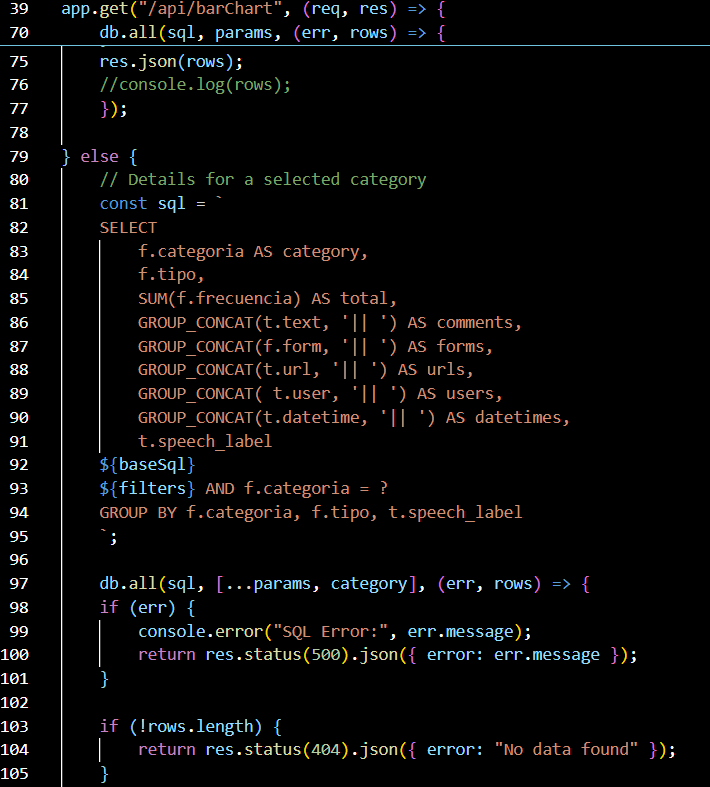 39 app.get("/api/barChart", (req, res) => {
70 db.all(sql, params, (err, rows) => {
75 res.json(rows);
76 //console.log(rows);
77 });
78
79 } else {
80 // Details for a selected category
81 const sql = `
82 SELECT
83 f.categoria AS category,
84 f.tipo,
85 SUM(f.frecuencia) AS total,
86 GROUP_CONCAT(t.text, '|| ') AS comments,
87 GROUP_CONCAT(f.form, '|| ') AS forms,
88 GROUP_CONCAT(t.url, '|| ') AS urls,
89 GROUP_CONCAT( t.user, '|| ') AS users,
90 GROUP_CONCAT(t.datetime, '|| ') AS datetimes,
91 t.speech_label
92 ${baseSql}
93 ${filters} AND f.categoria = ?
94 GROUP BY f.categoria, f.tipo, t.speech_label
95 `;
96
97 db.all(sql, [...params, category], (err, rows) => {
98 if (err) {
99 console.error("SQL Error:", err.message);
100 return res.status(500).json({ error: err.message });
101 }
102
103 if (!rows.length) {
104 return res.status(404).json({ error: "No data found" });
105 }